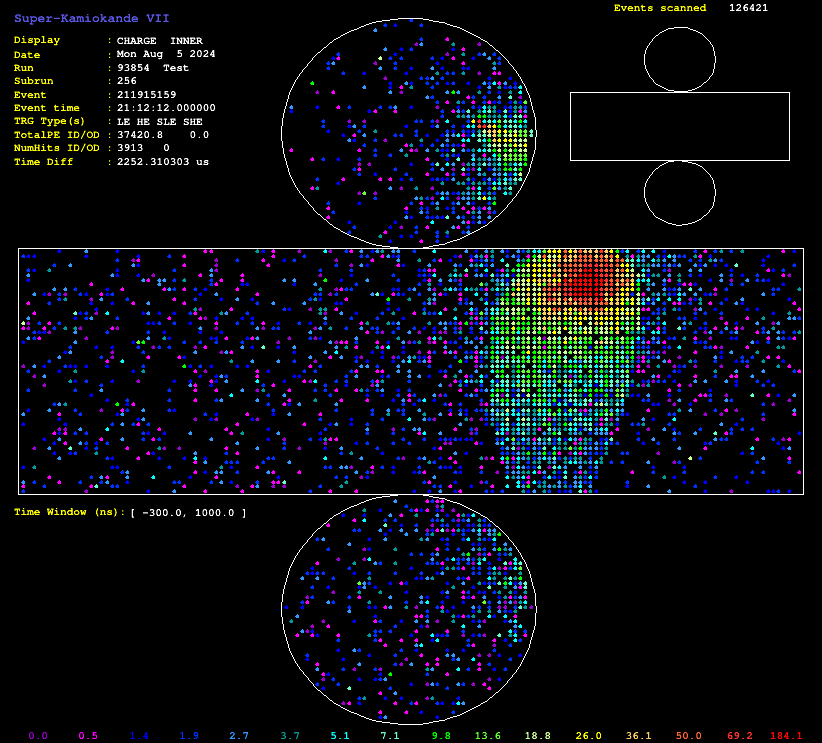 Super-Kamiokande VII
Events scanned 126421
Display : CHARGE INNER
Date : Mon Aug 5 2024
Run : 93854 Test
Subrun : 256
Event : 211915159
Event time : 21:12:12.000000
TRG Type(s) : LE HE SLE SHE
TotalPE ID/OD : 37420.8 0.0
NumHits ID/OD : 3913 0
Time Diff : 2252.310303 us
Time Window (ns): [ -300.0, 1000.0 ]
0.0 0.5 1.4 1.9 2.7 3.7 5.1 7.1 9.8 13.6 18.8 26.0 36.1 50.0 69.2 184.1